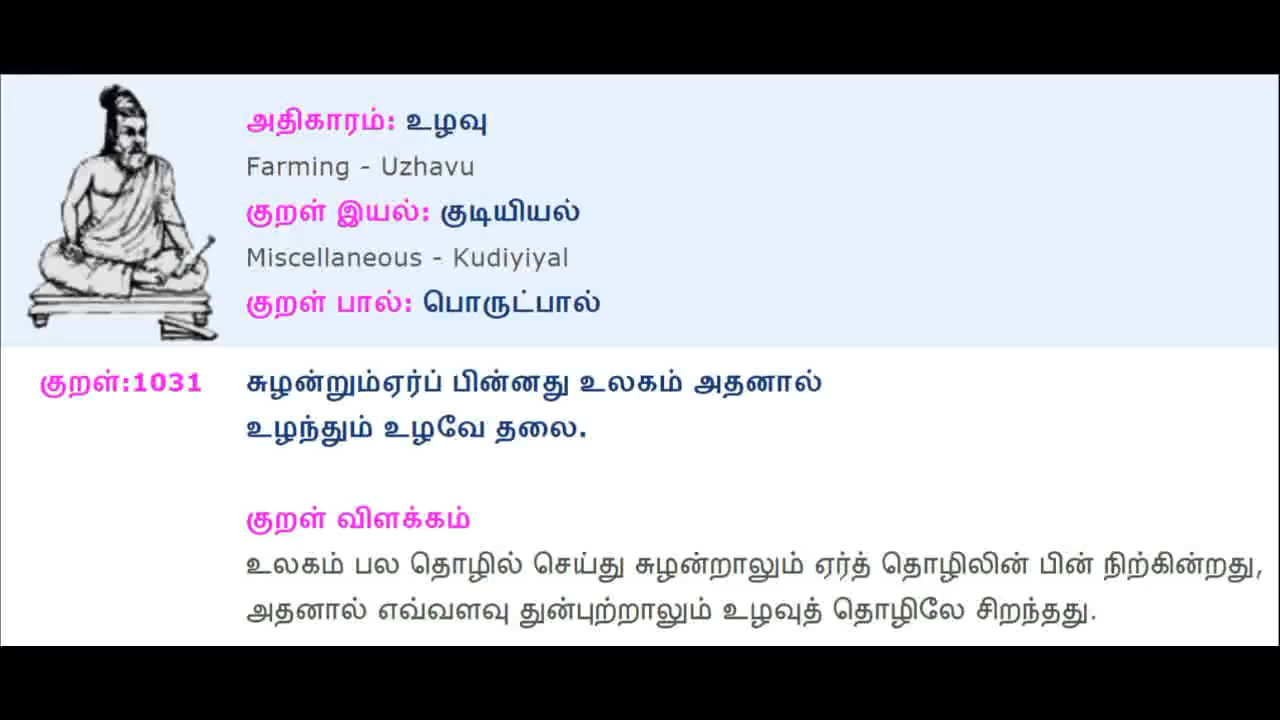 அதிகாரம்: உழவு
Farming - Uzhavu
குறள் இயல்: குடியியல்
Miscellaneous - Kudiyiyal
குறள் பால்: பொருட்பால்
குறள்:1031 சுழன்றும்ஏர்ப் பின்னது உலகம் அதனால்
உழந்தும் உழவே தலை.
குறள் விளக்கம்
உலகம் பல தொழில் செய்து சுழன்றாலும் ஏர்த் தொழிலின் பின் நிற்கின்றது,
அதனால் எவ்வளவு துன்புற்றாலும் உழவுத் தொழிலே சிறந்தது.